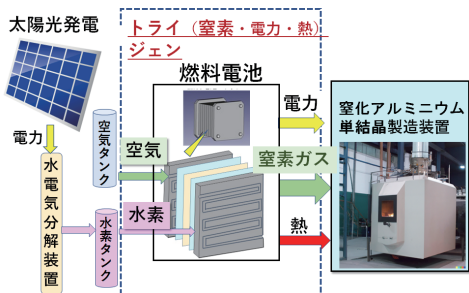 太陽光発電
トライ（窒素・電力・熱）
ジェン
燃料電池
電力
電力
空気タンク
空気
窒素ガス
水素
水素タンク
水電気分解装置
熱
窒化アルミニウム
単結晶製造装置